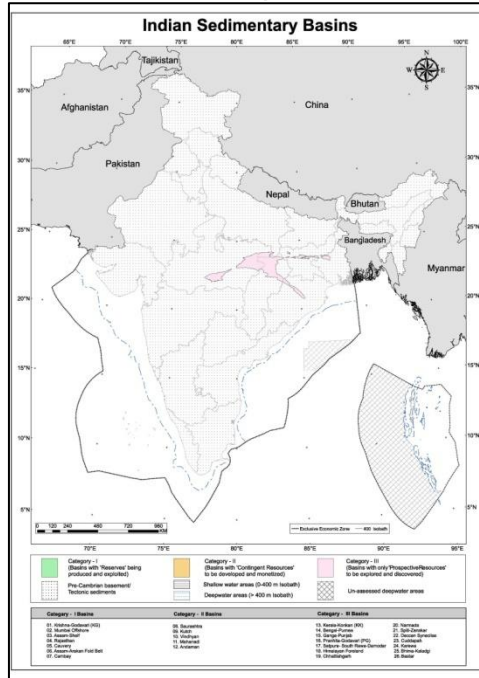 Indian Sedimentary Basins
65°E 70°E 75°E 80°E 85°E 90°E 95°E 100°E
Tajikistan
N
W E
S
35°N
Afghanistan
China
30°N
Pakistan
Nepal
Bhutan
25°N
Bangladesh
Myanmar
20°N
15°N
10°N
5°N
Exclusive Economic Zone
400 Isobath
70°E 75°E 80°E 85°E 90°E 95°E
Category - I
(Basins with 'Reserves' being
produced and exploited)
Category - II
(Basins with 'Contingent Resources'
to be developed and monetized)
Category - III
(Basins with only 'Prospective Resources'
to be explored and discovered)
Pre-Cambrian basement/
Tectonic sediments
Shallow water areas (0-400 m Isobath)
Deepwater areas (> 400 m Isobath)
Un-assessed deepwater areas
Category - I Basins
01. Krishna-Godavari (KG)
02. Mumbai Offshore
03. Assam-Shelf
04. Rajasthan
05. Cauvery
06. Assam-Arakan Fold Belt
07. Cambay
Category - II Basins
08. Saurashtra
09. Kutch
10. Vindhyan
11. Mahanadi
12. Andaman
Category - III Basins
13. Kerala-Konkan (KK)
14. Bengal-Purnea
15. Ganga-Punjab
16. Pranhita-Godavari (PG)
17. Satpura- South Rewa-Damodar
18. Himalayan Foreland
19. Chhattisgarh
20. Narmada
21. Spiti-Zanskar
22. Deccan Syneclise
23. Cuddapah
24. Karewa
25. Bhima-Kaladgi
26. Bastar